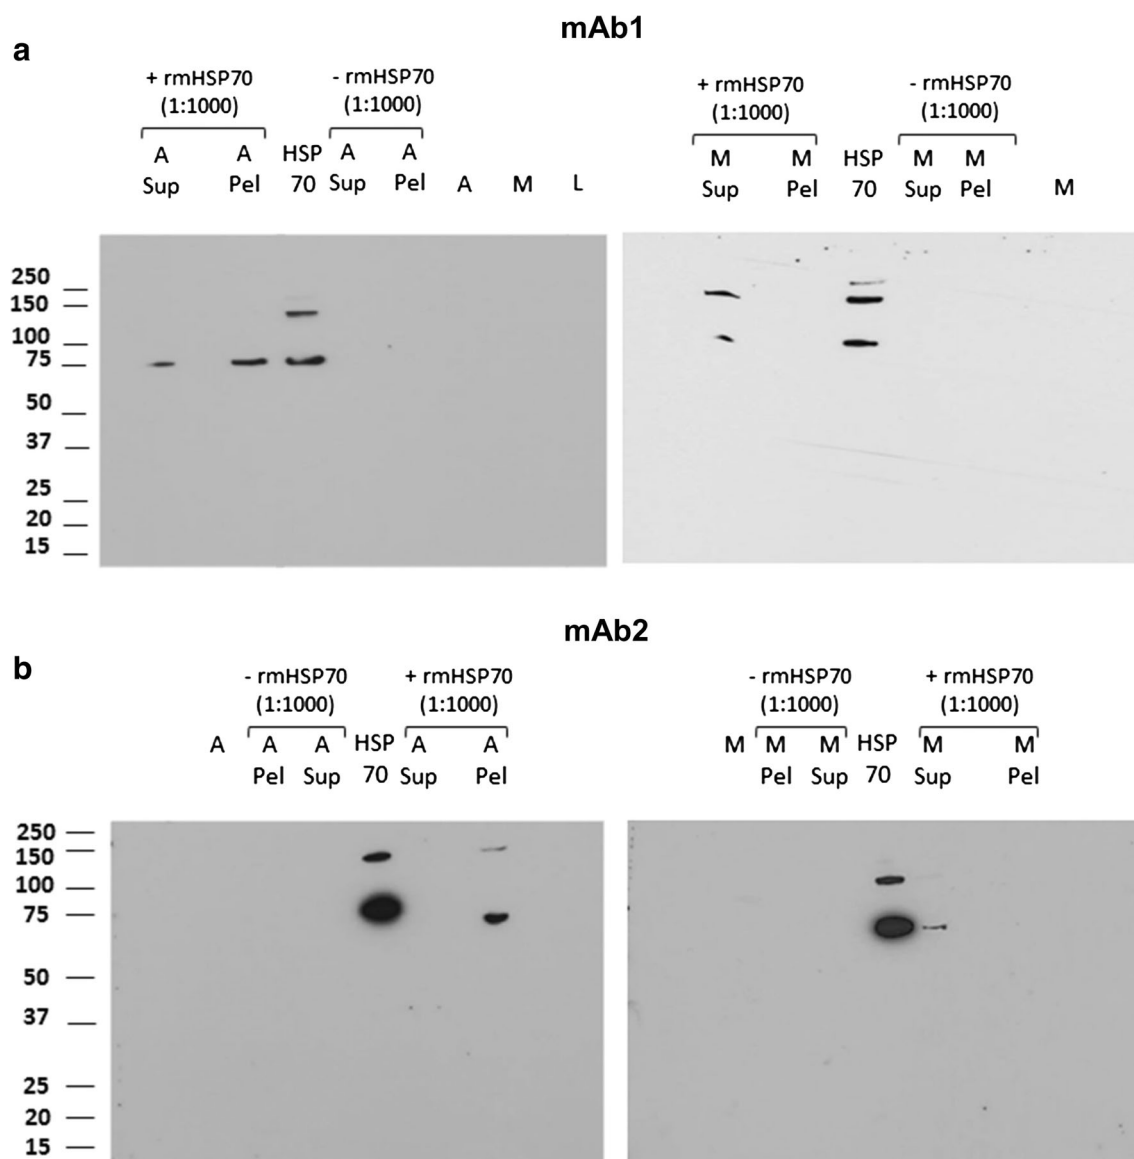 mAb1
a
+ rmHSP70
(1:1000)
- rmHSP70
(1:1000)
A A HSP A A
Sup Pel 70 Sup Pel A M L
+ rmHSP70
(1:1000)
- rmHSP70
(1:1000)
M M HSP M M
Sup Pel 70 Sup Pel M
250
150
100
75
50
37
25
20
15
mAb2
b
- rmHSP70
(1:1000)
+ rmHSP70
(1:1000)
A A A HSP A A
Pel Sup 70 Sup Pel
- rmHSP70
(1:1000)
+ rmHSP70
(1:1000)
M M M HSP M M
Pel Sup 70 Sup Pel
250
150
100
75
50
37
25
20
15